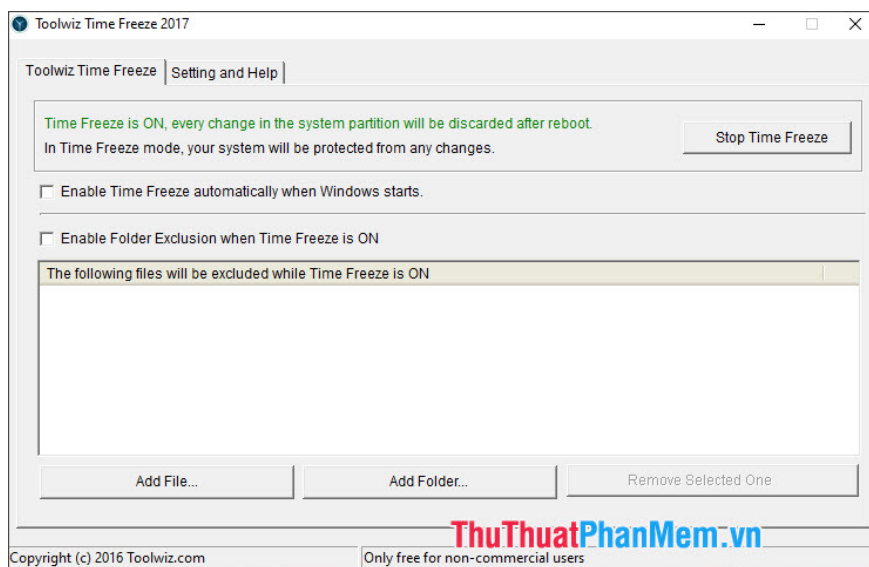 Toolwiz Time Freeze 2017
Toolwiz Time Freeze
Setting and Help
Time Freeze is ON, every change in the system partition will be discarded after reboot.
In Time Freeze mode, your system will be protected from any changes.
Stop Time Freeze
Enable Time Freeze automatically when Windows starts.
Enable Folder Exclusion when Time Freeze is ON
The following files will be excluded while Time Freeze is ON
Add File...
Add Folder...
Remove Selected One
ThuThuatPhanMem.vn
Copyright (c) 2016 Toolwiz.com
Only free for non-commercial users